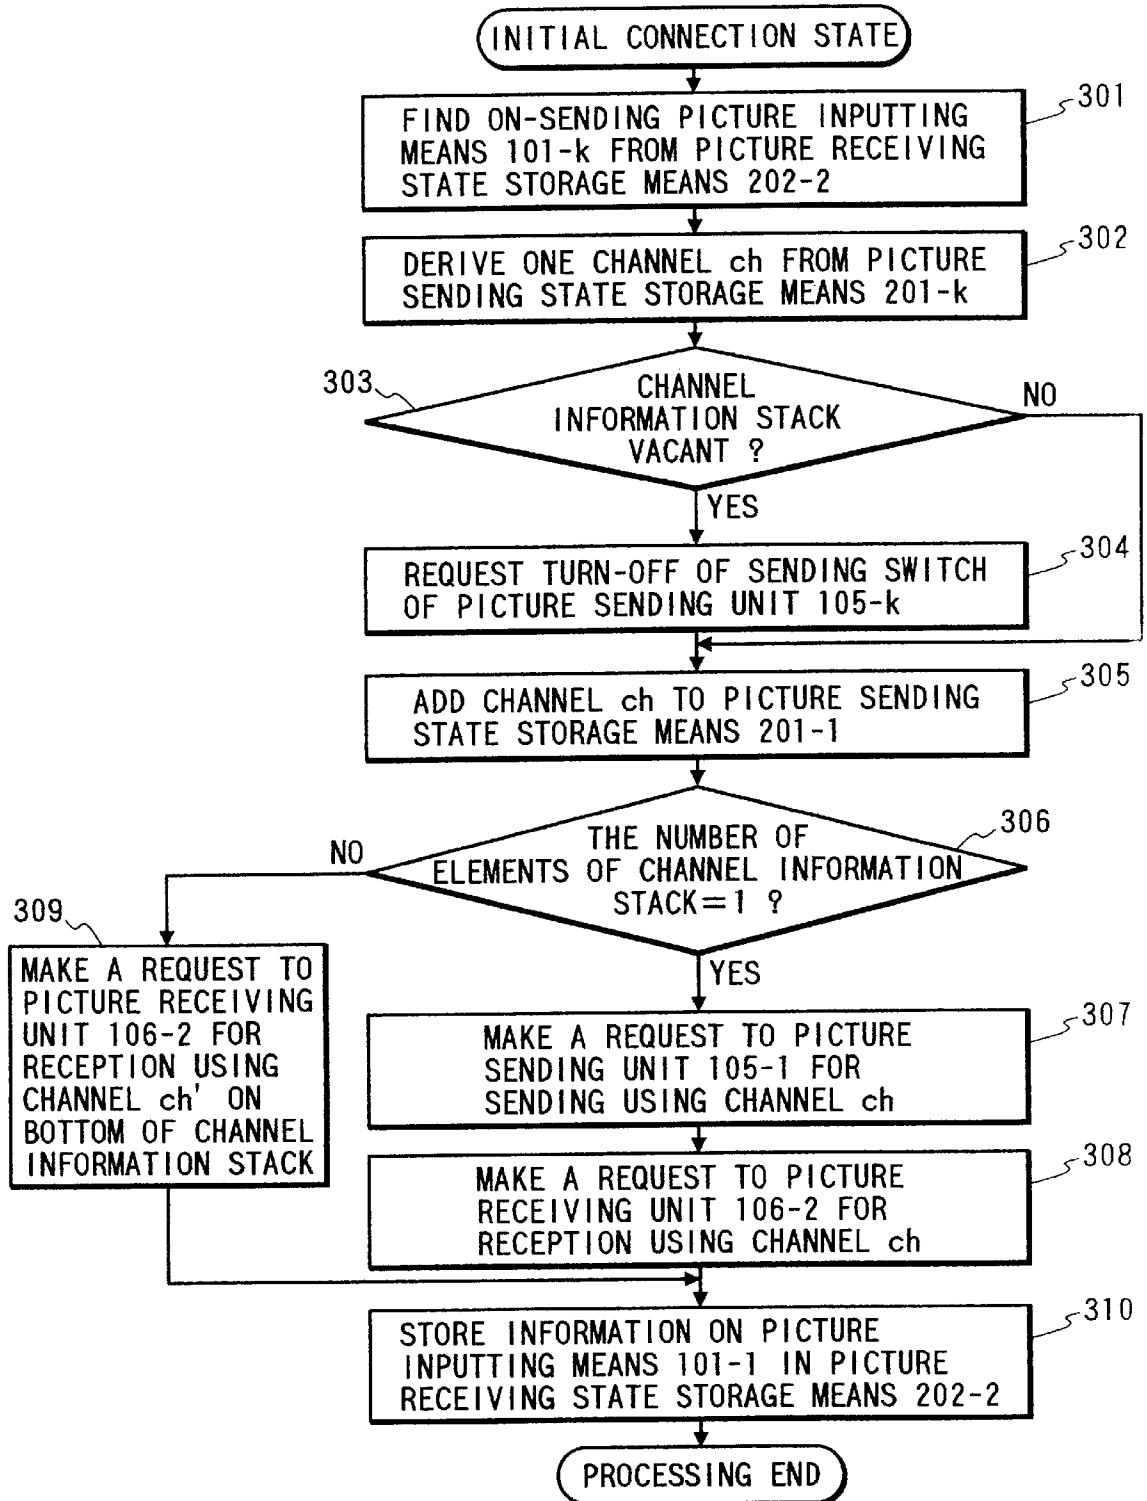 INITIAL CONNECTION STATE
301
FIND ON-SENDING PICTURE INPUTTING
MEANS 101-k FROM PICTURE RECEIVING
STATE STORAGE MEANS 202-2
302
DERIVE ONE CHANNEL ch FROM PICTURE
SENDING STATE STORAGE MEANS 201-k
303
CHANNEL
INFORMATION STACK
VACANT ?
NO
YES
304
REQUEST TURN-OFF OF SENDING SWITCH
OF PICTURE SENDING UNIT 105-k
305
ADD CHANNEL ch TO PICTURE SENDING
STATE STORAGE MEANS 201-1
306
THE NUMBER OF
ELEMENTS OF CHANNEL INFORMATION
STACK=1 ?
NO
YES
309
MAKE A REQUEST TO
PICTURE RECEIVING
UNIT 106-2 FOR
RECEPTION USING
CHANNEL ch' ON
BOTTOM OF CHANNEL
INFORMATION STACK
307
MAKE A REQUEST TO PICTURE
SENDING UNIT 105-1 FOR
SENDING USING CHANNEL ch
308
MAKE A REQUEST TO PICTURE
RECEIVING UNIT 106-2 FOR
RECEPTION USING CHANNEL ch
310
STORE INFORMATION ON PICTURE
INPUTTING MEANS 101-1 IN PICTURE
RECEIVING STATE STORAGE MEANS 202-2
PROCESSING END